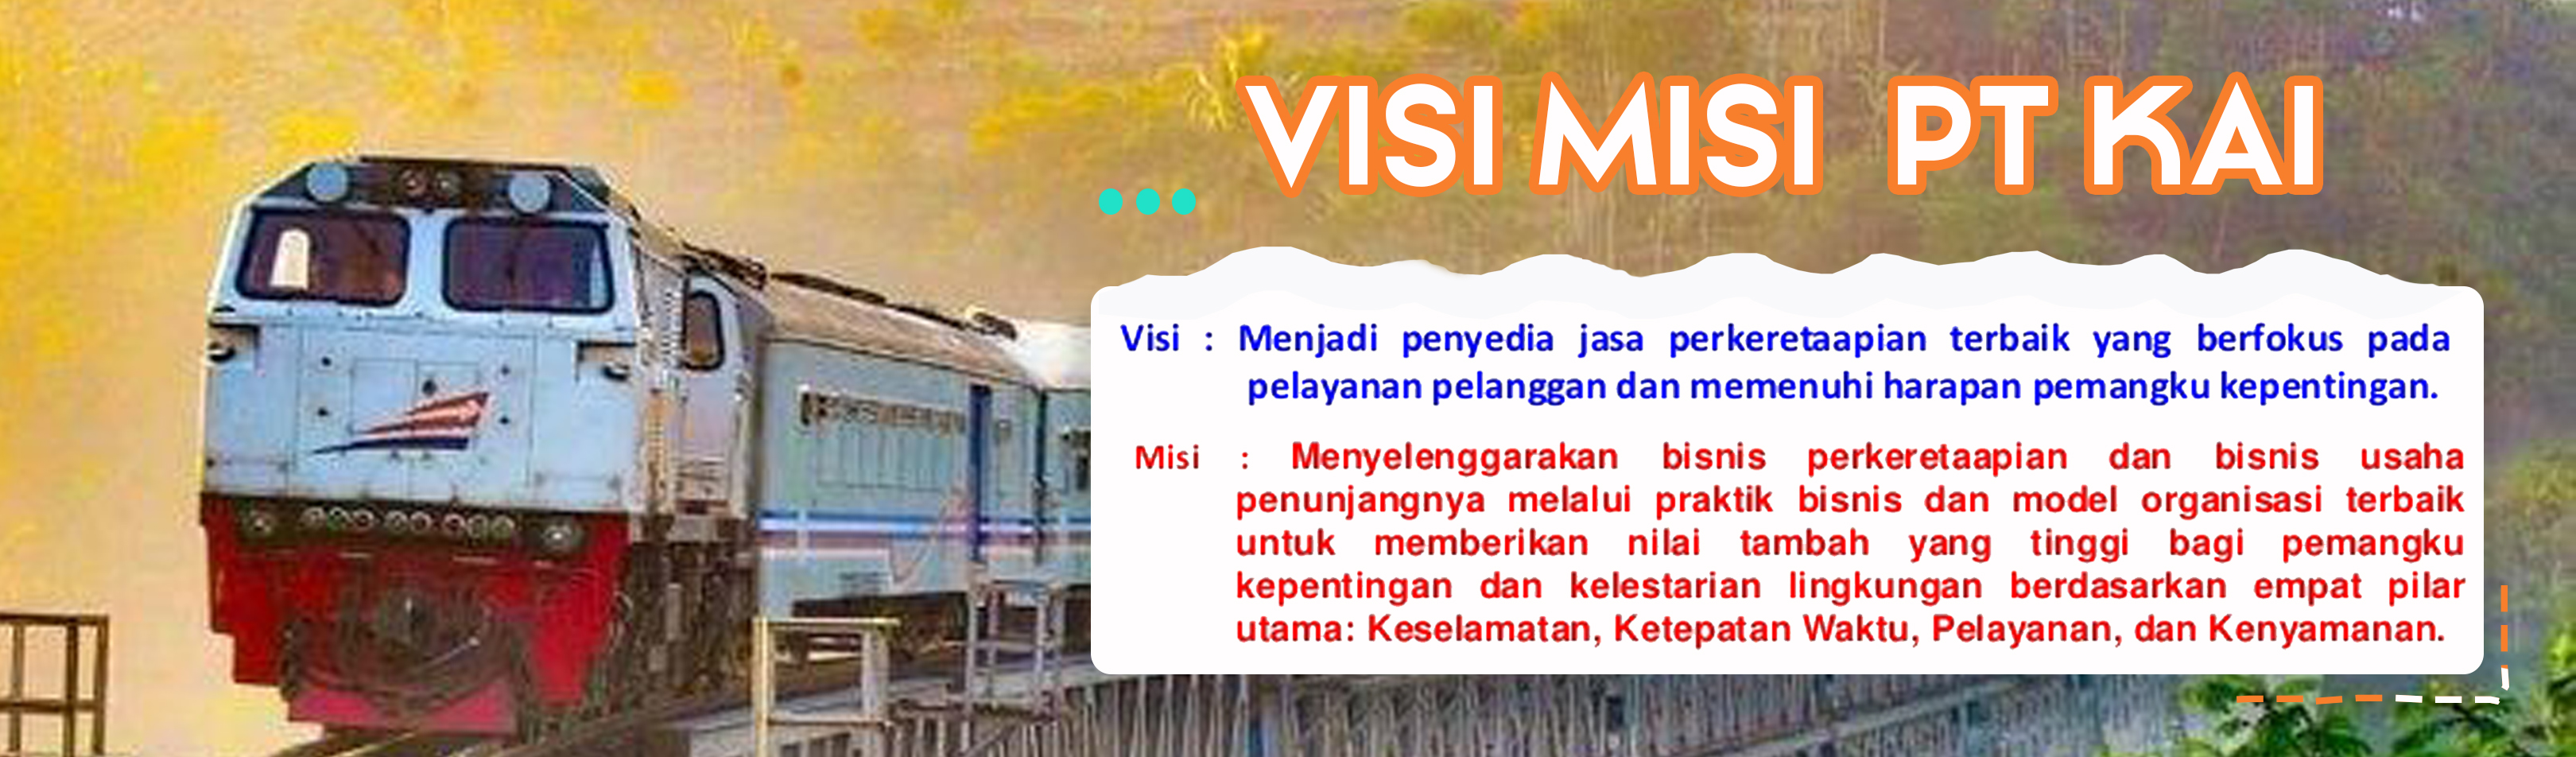 VISI MISI PT KAI
Visi : Menjadi penyedia jasa perkeretaapian terbaik yang berfokus pada
pelayanan pelanggan dan memenuhi harapan pemangku kepentingan.
Misi : Menyelenggarakan bisnis perkeretaapian dan bisnis usaha
penunjangnya melalui praktik bisnis dan model organisasi terbaik
untuk memberikan nilai tambah yang tinggi bagi pemangku
kepentingan dan kelestarian lingkungan berdasarkan empat pilar
utama: Keselamatan, Ketepatan Waktu, Pelayanan, dan Kenyamanan.